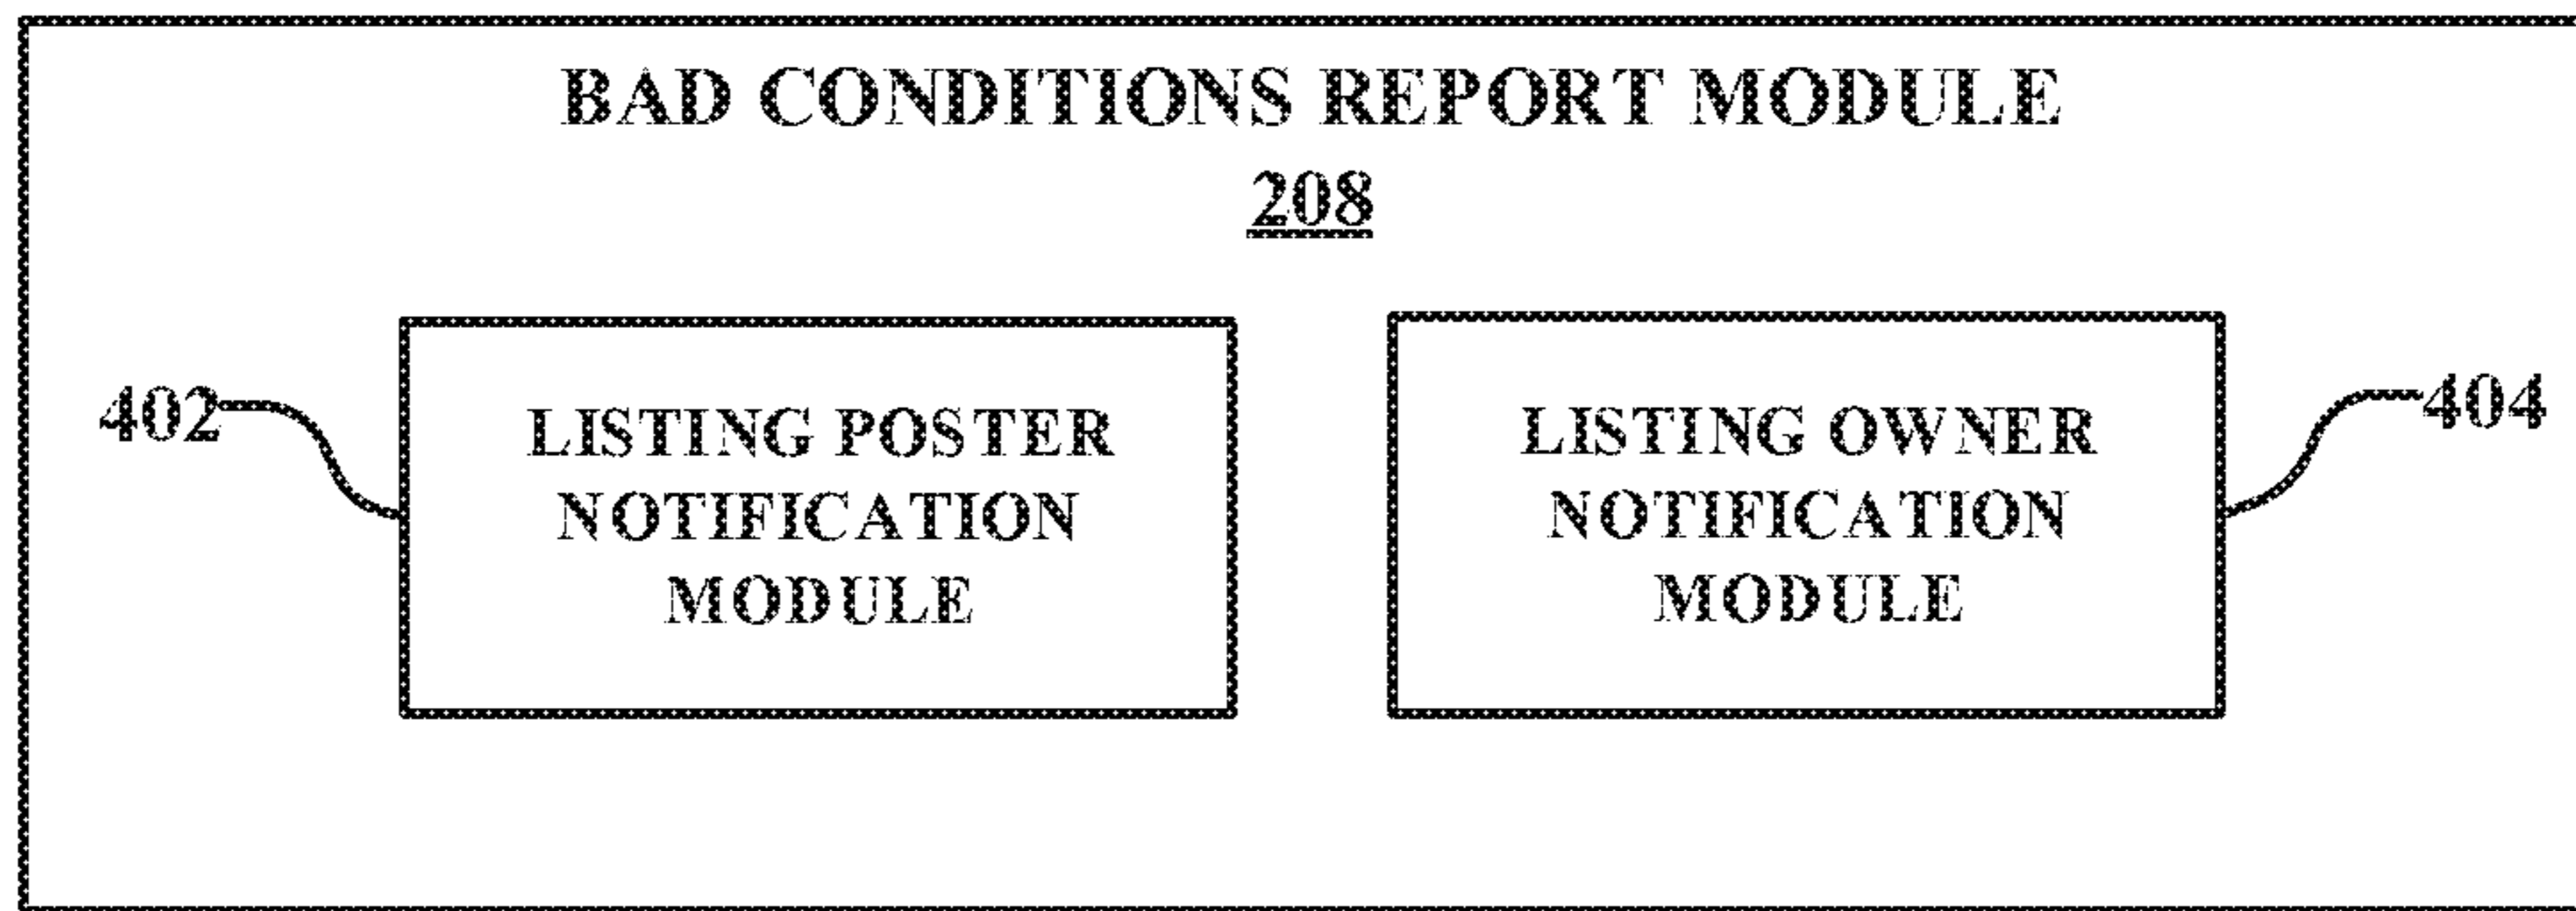 BAD CONDITIONS REPORT MODULE
208
402
LISTING POSTER
NOTIFICATION
MODULE
LISTING OWNER
NOTIFICATION
MODULE
404